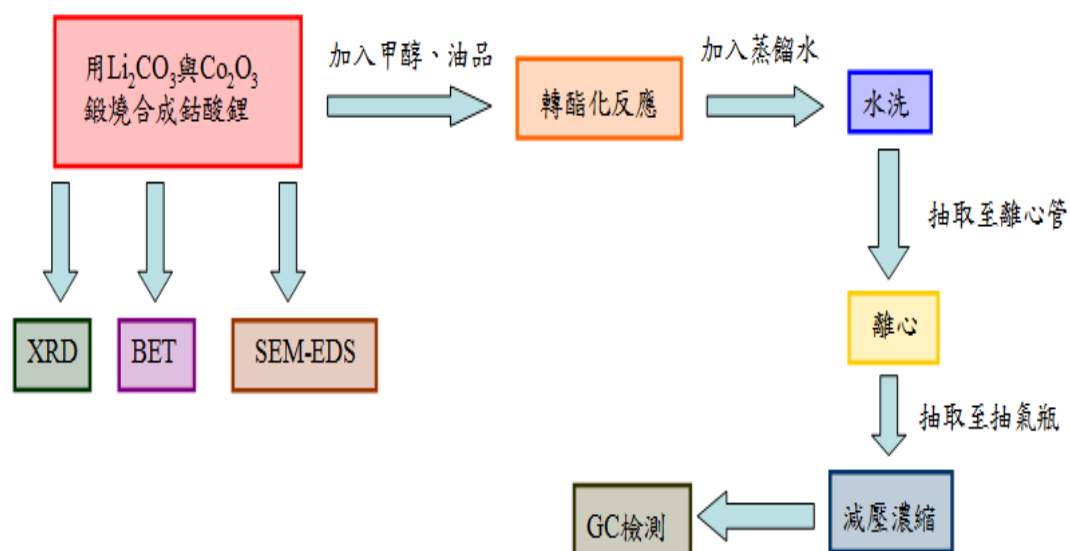 用Li₂CO₃與Co₂O₃
鍛燒合成鈷酸鋰
加入甲醇、油品
轉酯化反應
加入蒸餾水
水洗
抽取至離心管
離心
抽取至抽氣瓶
減壓濃縮
GC檢測
XRD
BET
SEM-EDS